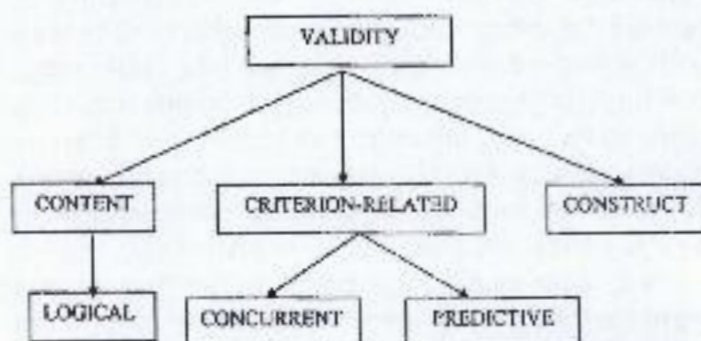 VALIDITY
CONTENT
CRITERION-RELATED
CONSTRUCT
LOGICAL
CONCURRENT
PREDICTIVE